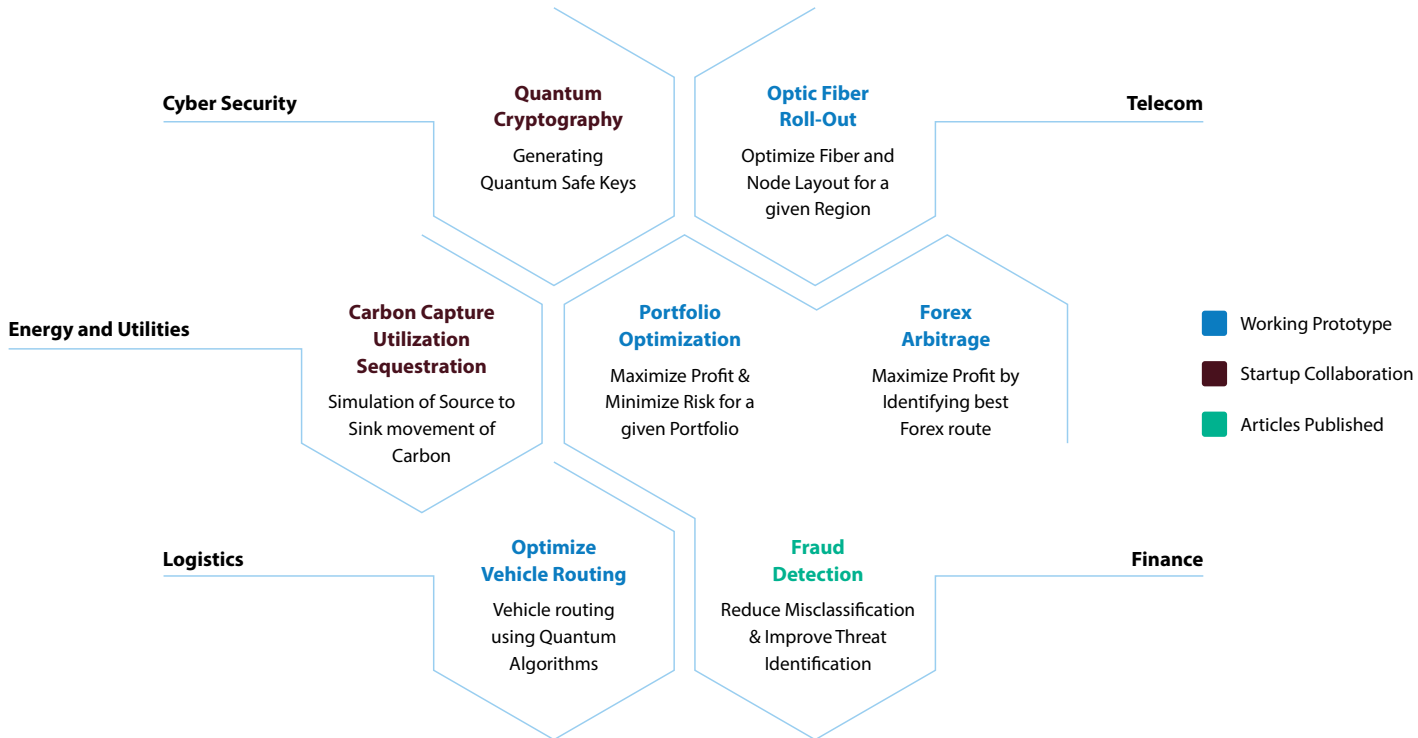 Cyber Security
Quantum
Cryptography
Generating
Quantum Safe Keys
Optic Fiber
Roll-Out
Optimize Fiber and
Node Layout for a
given Region
Telecom
Energy and Utilities
Carbon Capture
Utilization
Sequestration
Simulation of Source to
Sink movement of
Carbon
Portfolio
Optimization
Maximize Profit &
Minimize Risk for a
given Portfolio
Forex
Arbitrage
Maximize Profit by
Identifying best
Forex route
Working Prototype
Startup Collaboration
Articles Published
Logistics
Optimize
Vehicle Routing
Vehicle routing
using Quantum
Algorithms
Fraud
Detection
Reduce Misclassification
& Improve Threat
Identification
Finance